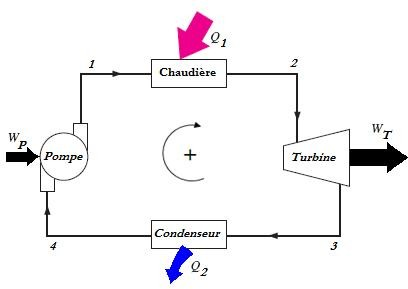 Q1
1
Chaudière
2
WP
Pompe
+
Turbine
WT
4
Condenseur
3
Q2